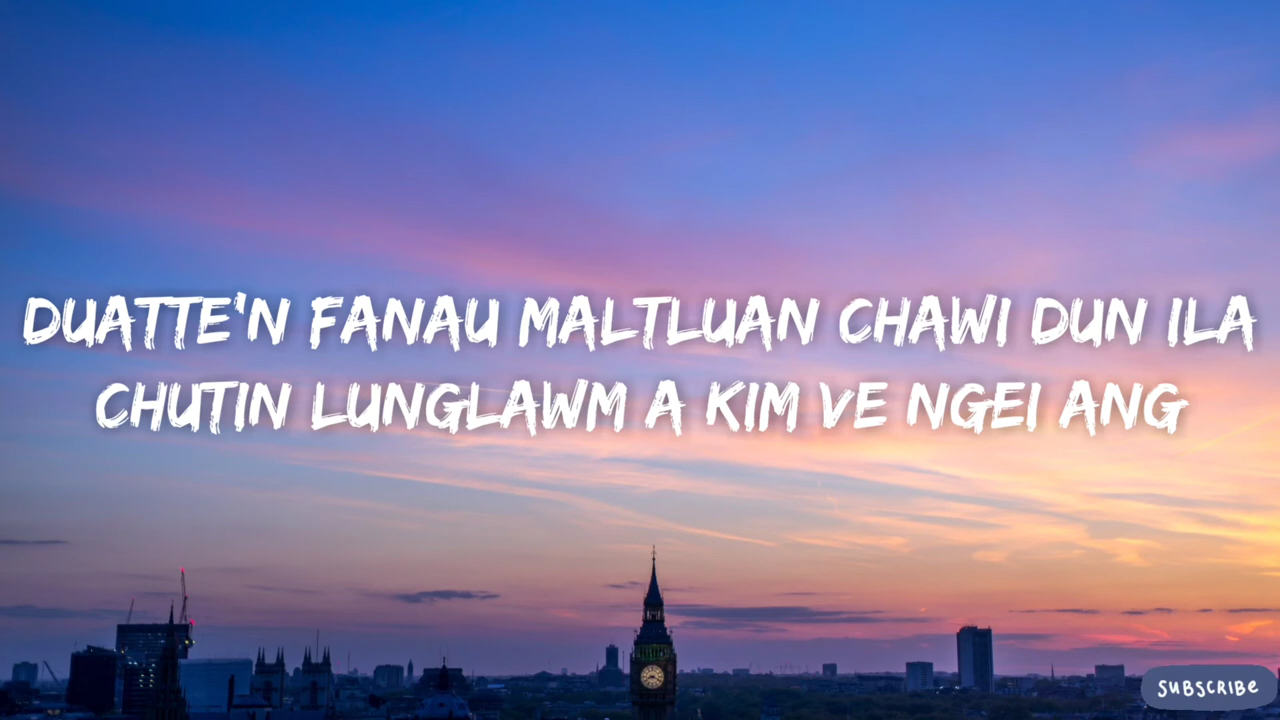 DUATTE'N FANAU MALTLUAN CHAWI DUN ILA
CHUTIN LUNGLAWM A KIM VE NGEI ANG
SUBSCRIBE